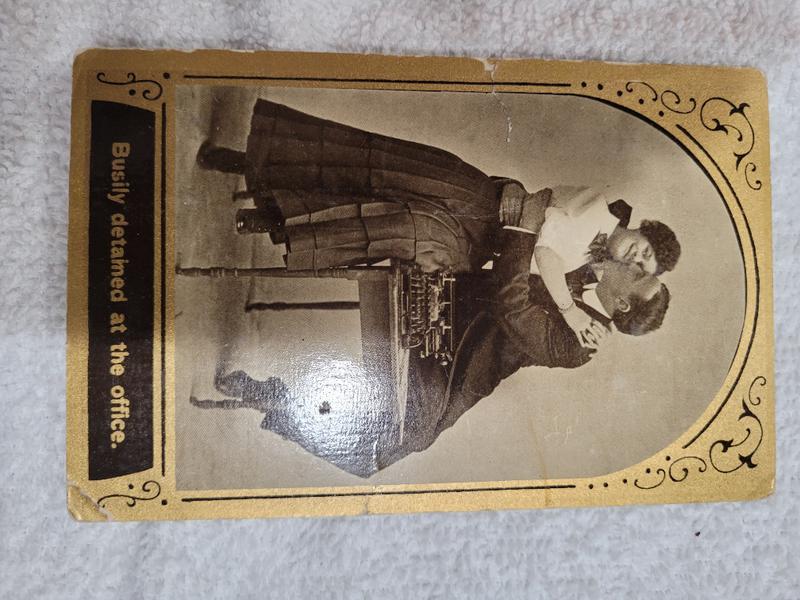 Busily detained at the office.